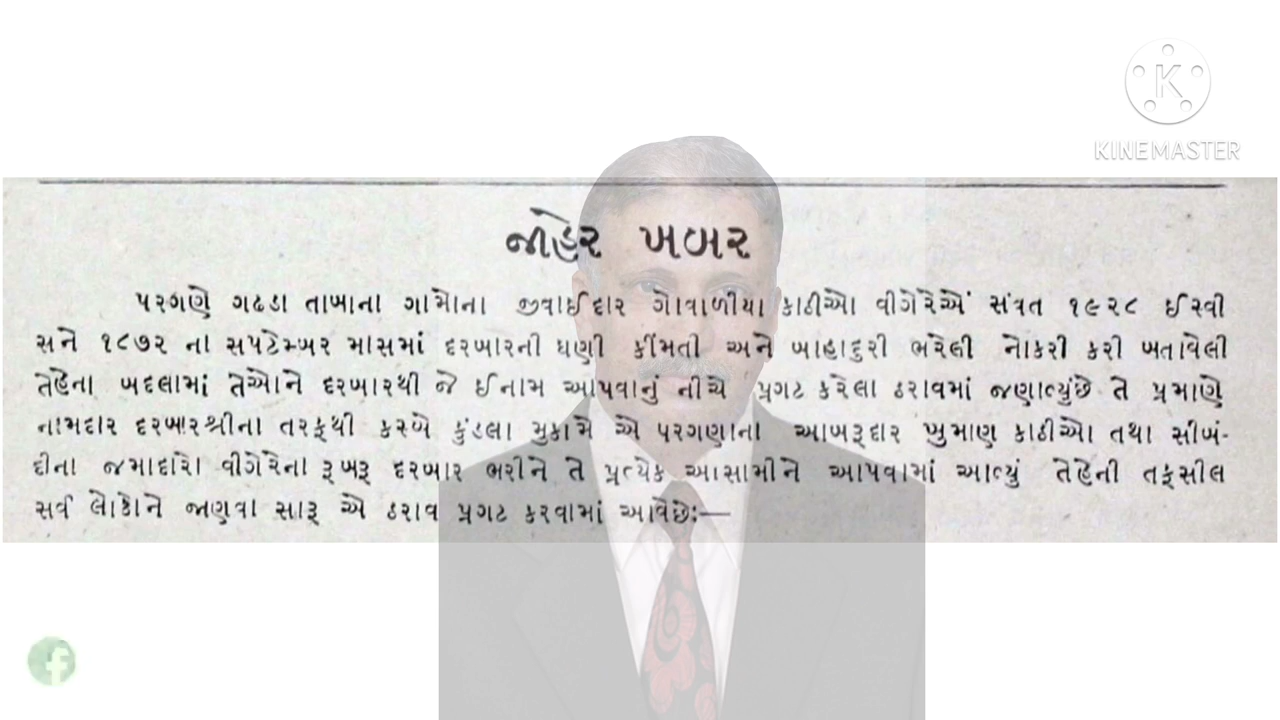 KINEMASTER
જાહેર ખબર
પરગણે ગઢડા તાબાના ગામોના જીવાઈદાર ગોવાળીયા કાઠીઓ વીગેરેએં સંવત ૧૯૨૮ ઈસ્વી
સને ૧૮૭૨ ના સપટેમ્બર માસમાં દરબારની ઘણી કીંમતી અને બાહાદુરી ભરેલી નોકરી કરી બતાવેલી
તેહેના બદલામાં તેઓને દરબારથી જે ઈનામ આપવાનું નીચે પ્રગટ કરેલા ઠરાવમાં જણાવ્યુંછે તે પ્રમાણે
નામદાર દરબારશ્રીના તરફથી કસબે કુંડલા મુકામે એ પરગણાના આબરૂદાર ખુમાણ કાઠીઓ તથા સીબં-
દીના જમાદારો વીગેરેના રૂબરૂ દરબાર ભરીને તે પ્રત્યેક આસામીને આપવામાં આવ્યું તેહેની તફસીલ
સર્વ લોકોને જાણવા સારૂ એ ઠરાવ પ્રગટ કરવામાં આવેછે:—